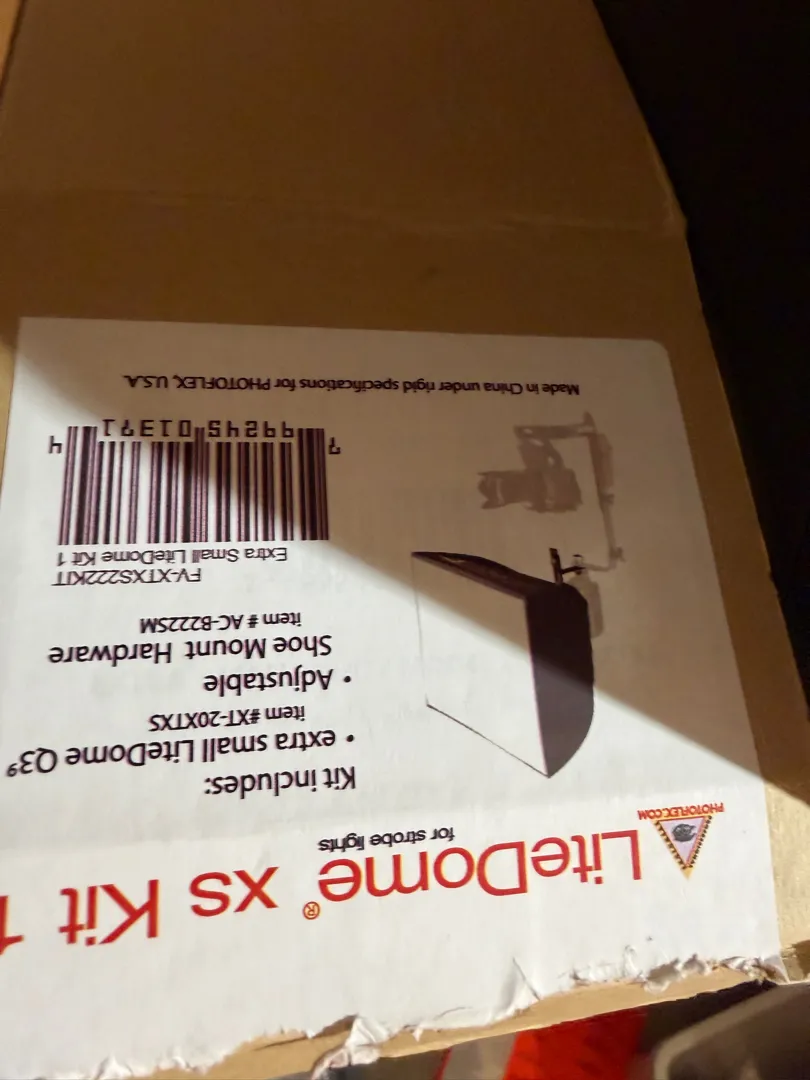 LiteDome® xs Kit 1
for strobe lights
PHOTOFLEX.COM
Kit includes:
• extra small LiteDome Q3®
item #XT-20XTXS
• Adjustable
Shoe Mount Hardware
item # AC-B222SM
FV-XTXS222KIT
Extra Small LiteDome Kit 1
7 99245 01371 4
Made in China under rigid specifications for PHOTOFLEX, U.S.A.